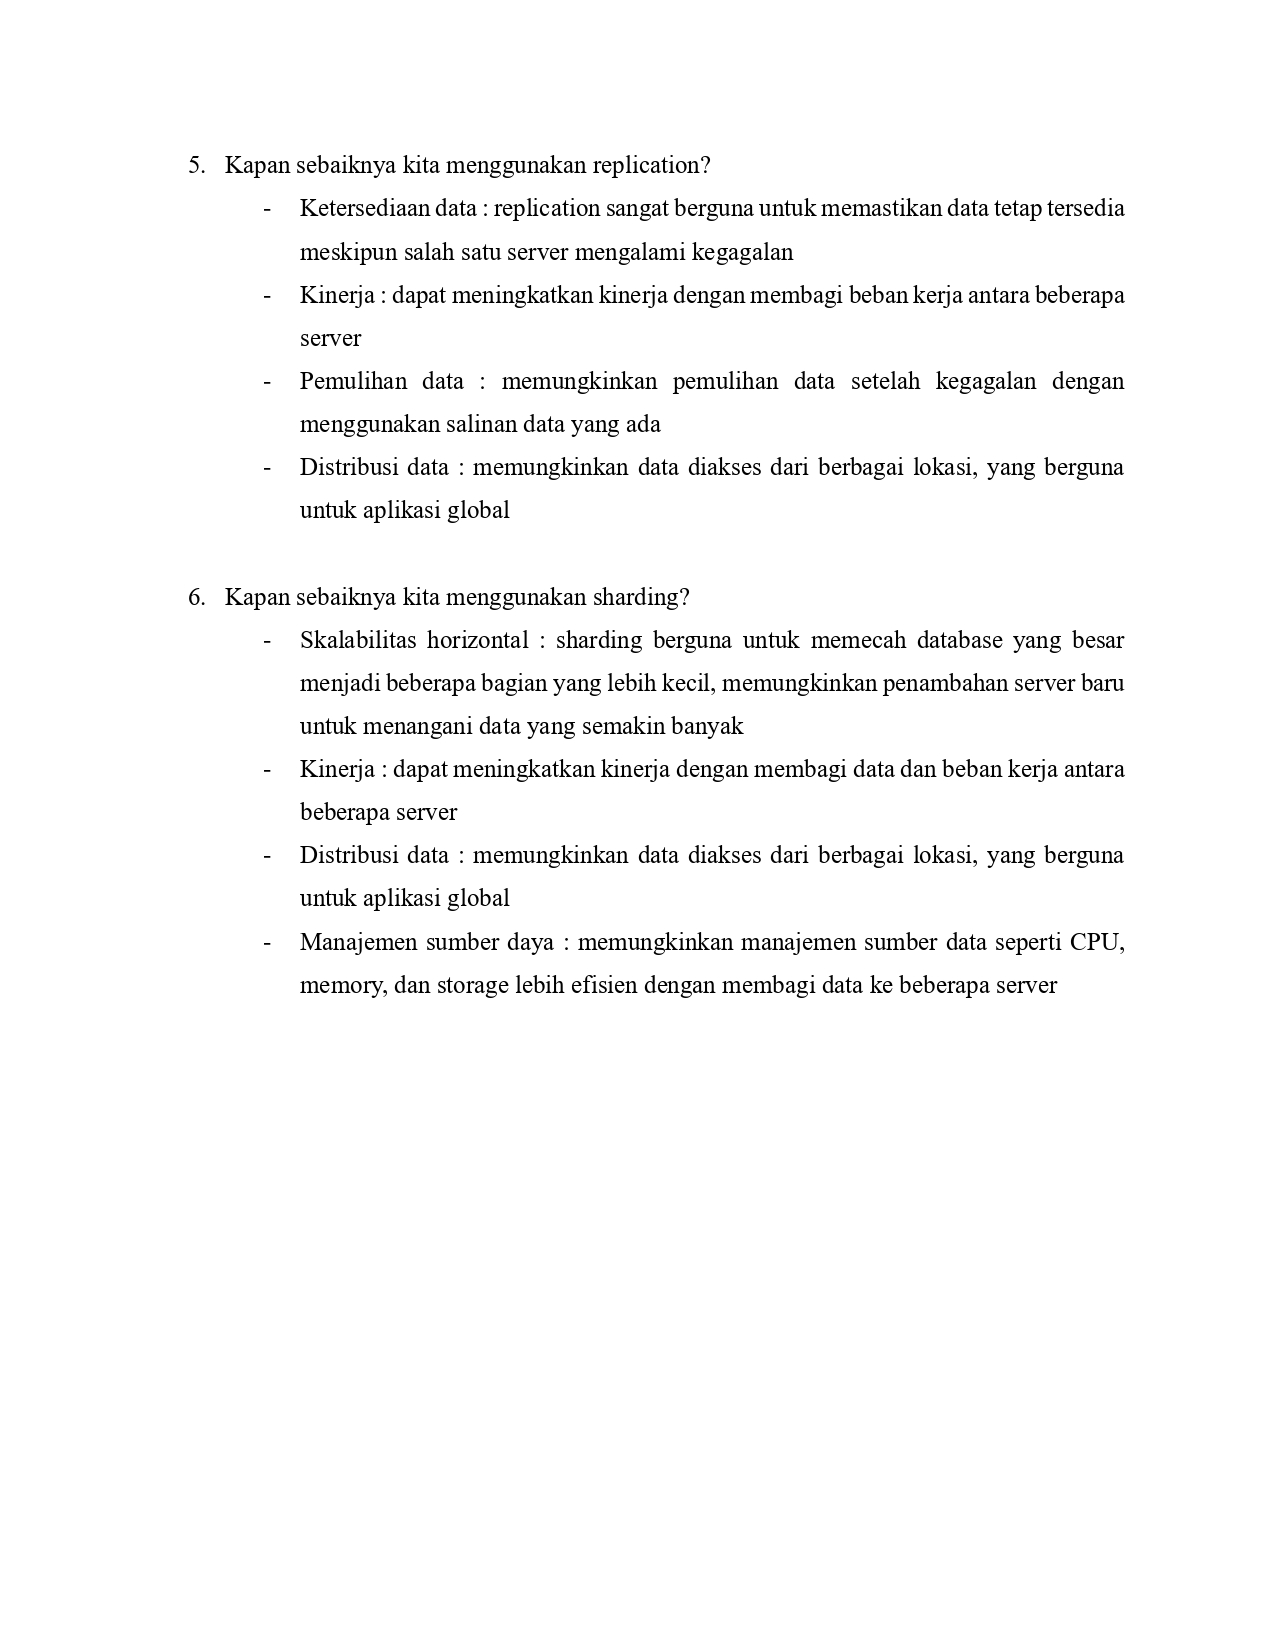 5. Kapan sebaiknya kita menggunakan replication?
- Ketersediaan data : replication sangat berguna untuk memastikan data tetap tersedia
meskipun salah satu server mengalami kegagalan
- Kinerja : dapat meningkatkan kinerja dengan membagi beban kerja antara beberapa
server
- Pemulihan data : memungkinkan pemulihan data setelah kegagalan dengan
menggunakan salinan data yang ada
- Distribusi data : memungkinkan data diakses dari berbagai lokasi, yang berguna
untuk aplikasi global
6. Kapan sebaiknya kita menggunakan sharding?
- Skalabilitas horizontal : sharding berguna untuk memecah database yang besar
menjadi beberapa bagian yang lebih kecil, memungkinkan penambahan server baru
untuk menangani data yang semakin banyak
- Kinerja : dapat meningkatkan kinerja dengan membagi data dan beban kerja antara
beberapa server
- Distribusi data : memungkinkan data diakses dari berbagai lokasi, yang berguna
untuk aplikasi global
- Manajemen sumber daya : memungkinkan manajemen sumber data seperti CPU,
memory, dan storage lebih efisien dengan membagi data ke beberapa server